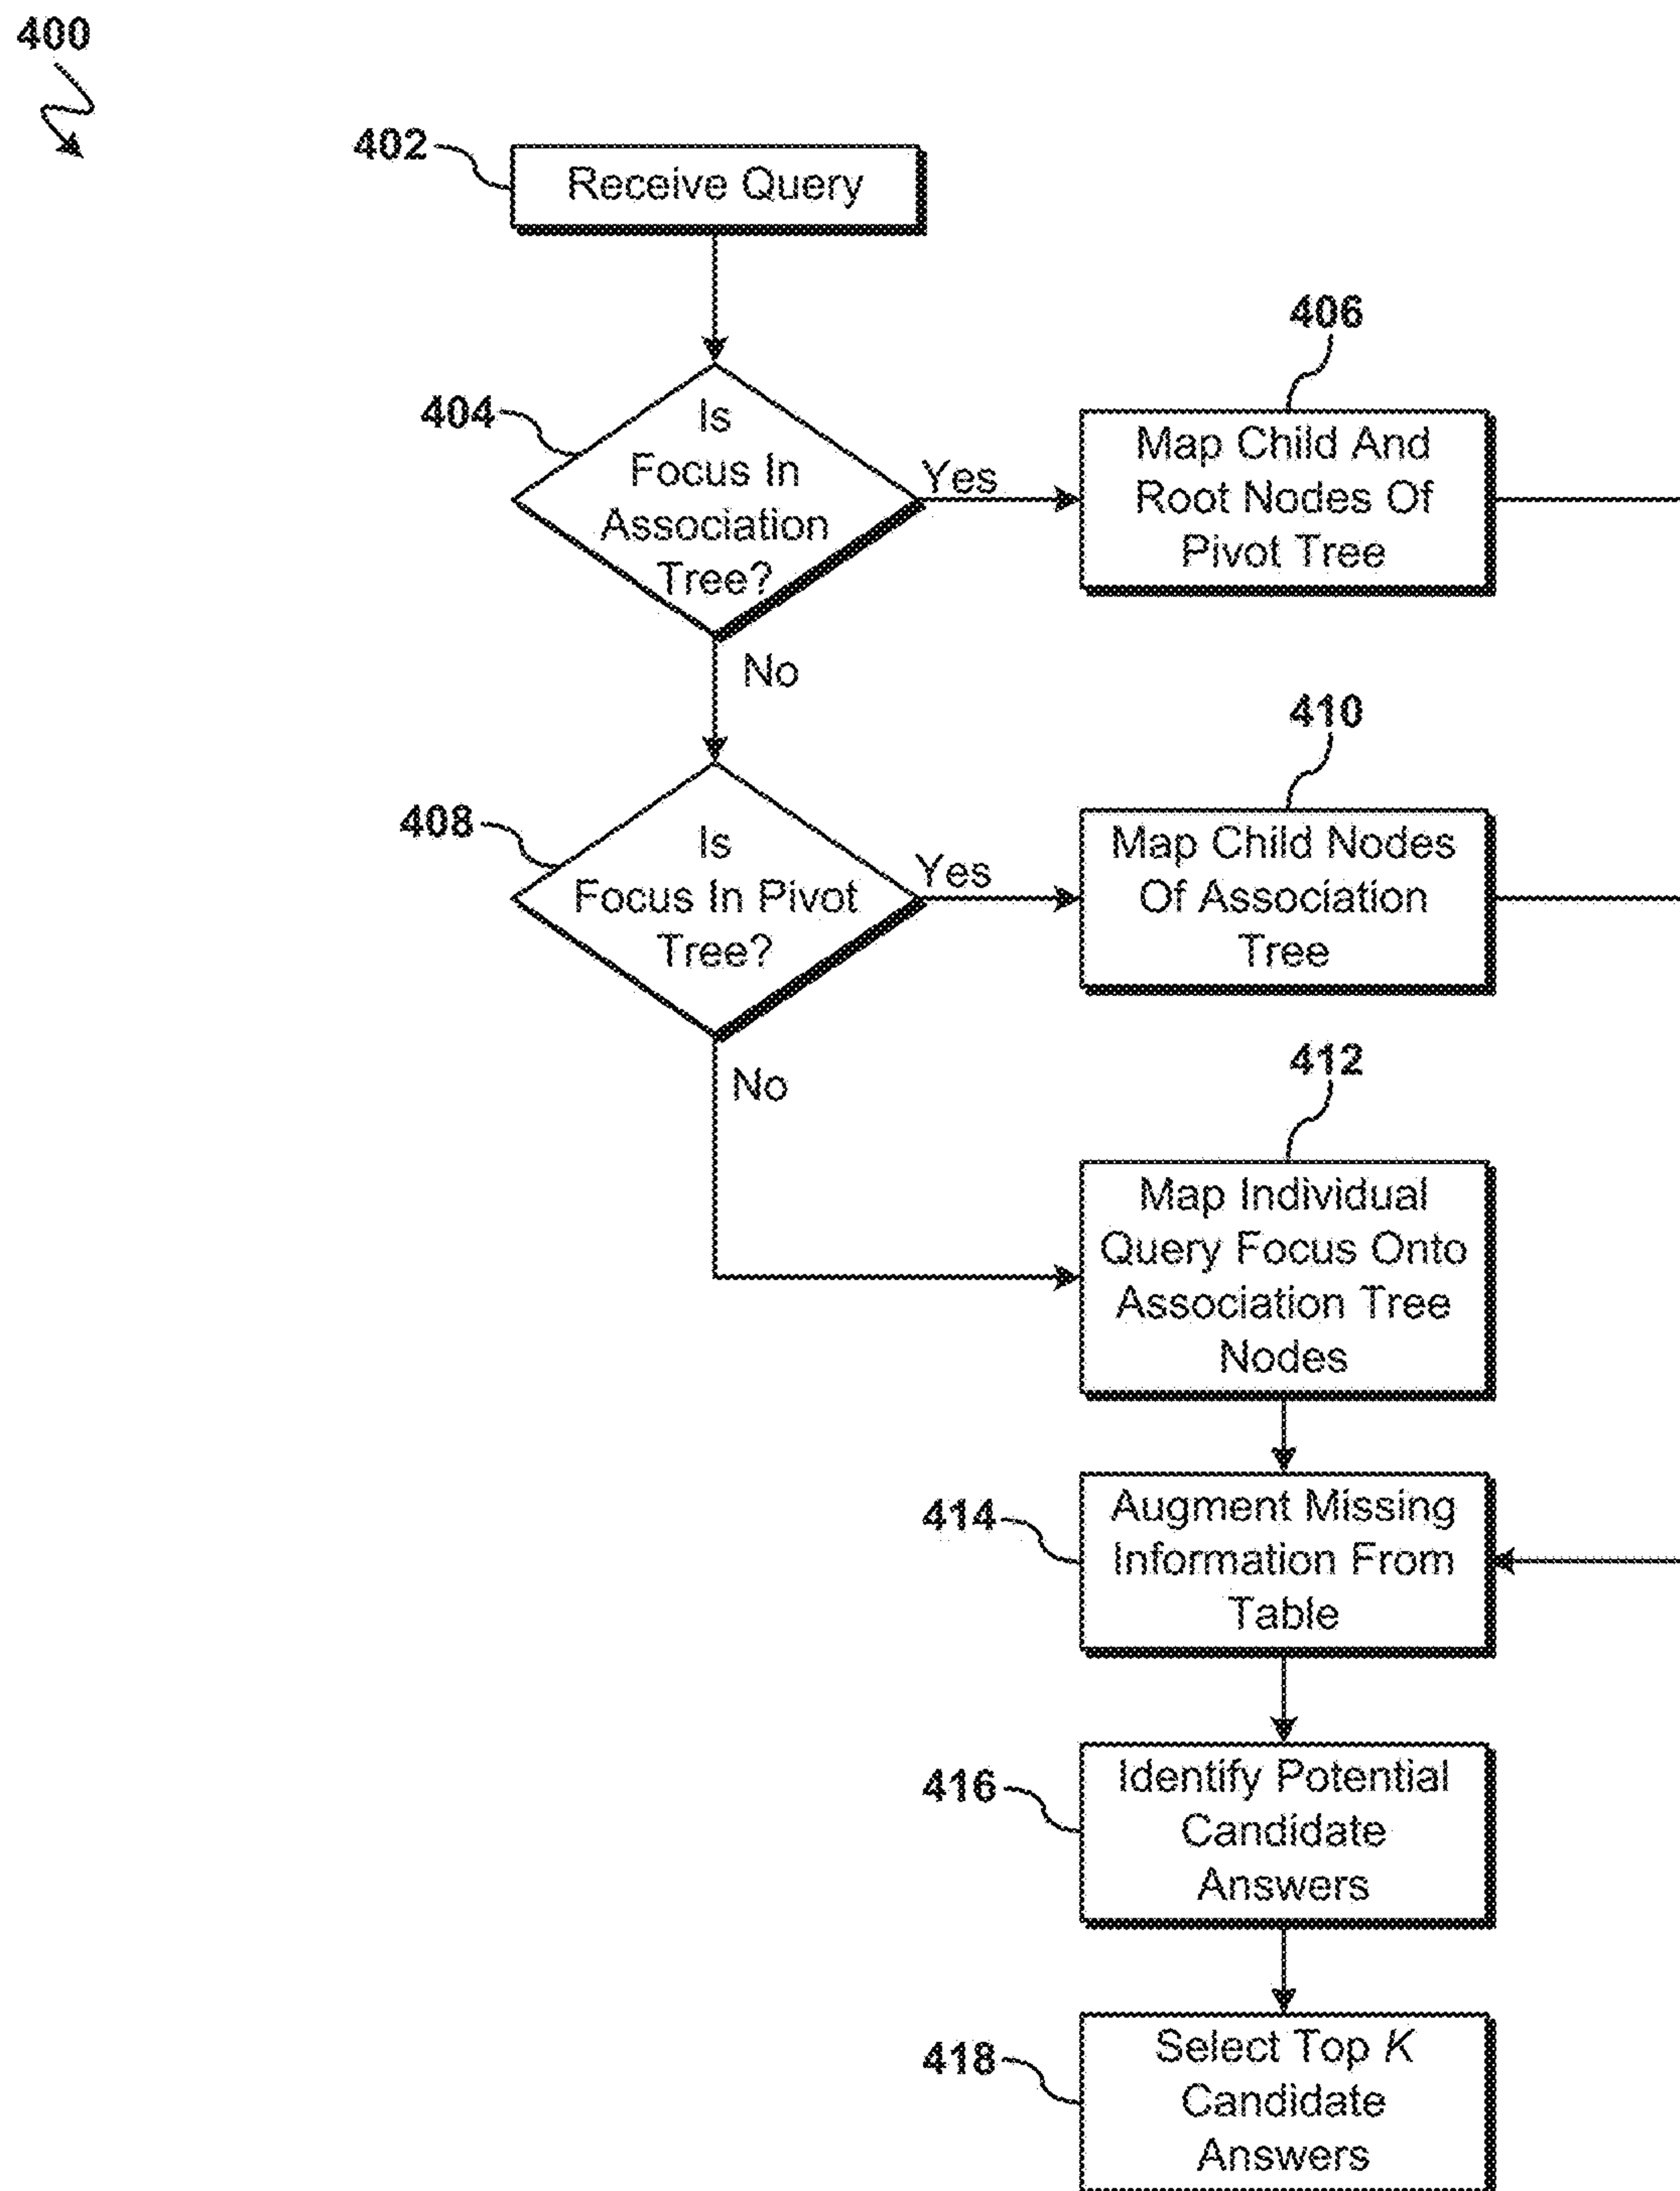 400
402
Receive Query
406
404
Is
Focus In
Association
Tree?
Yes
Map Child And
Root Nodes Of
Pivot Tree
No
410
408
Is
Focus In Pivot
Tree?
Yes
Map Child Nodes
Of Association
Tree
No
412
Map Individual
Query Focus Onto
Association Tree
Nodes
414
Augment Missing
Information From
Table
416
Identify Potential
Candidate
Answers
418
Select Top K
Candidate
Answers